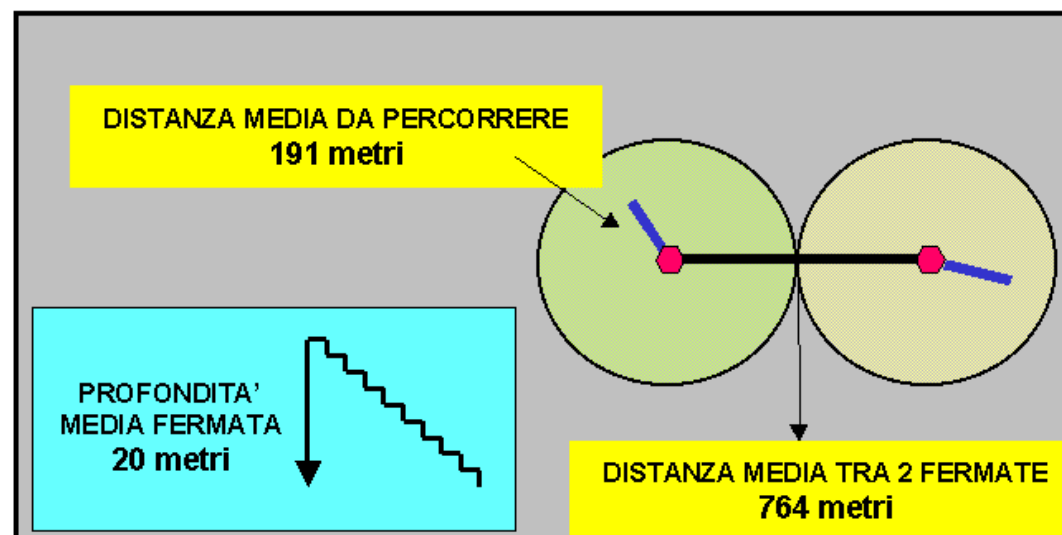 DISTANZA MEDIA DA PERCORRERE
191 metri
PROFONDITA'
MEDIA FERMATA
20 metri
DISTANZA MEDIA TRA 2 FERMATE
764 metri